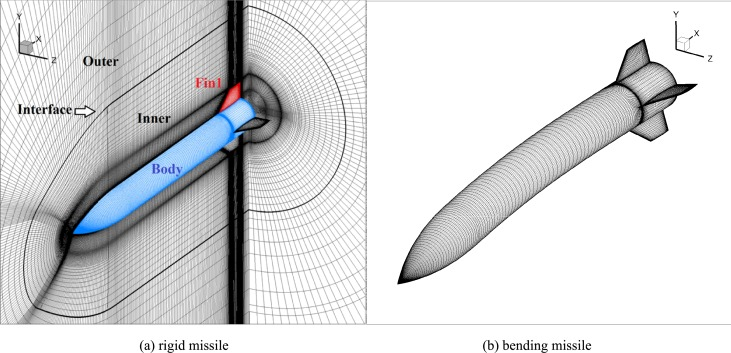 Y
X
Z
Outer
Fin1
Interface
Inner
Body
Y
X
Z
(a) rigid missile
(b) bending missile